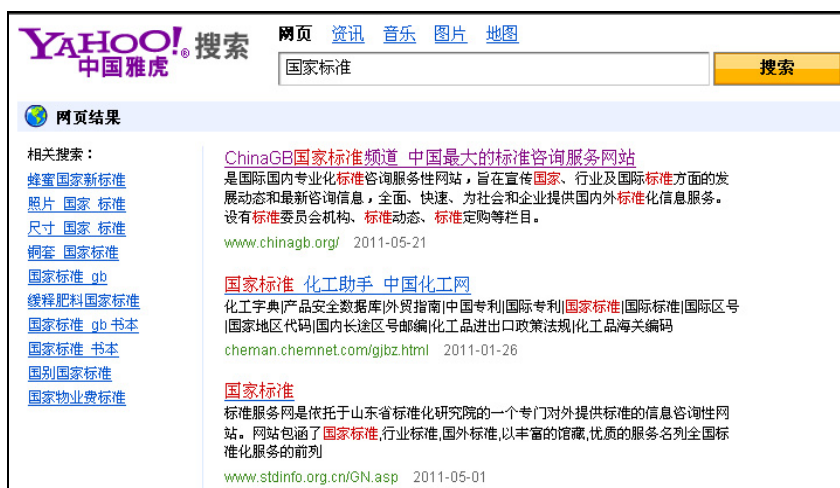 YAHOO!® 搜索
中国雅虎
网页 资讯 音乐 图片 地图
国家标准
搜索
网页结果
相关搜索：
蜂蜜国家新标准
照片 国家 标准
尺寸 国家 标准
铜套 国家标准
国家标准 gb
缓释肥料国家标准
国家标准 gb 书本
国家标准 书本
国别国家标准
国家物业费标准
ChinaGB国家标准频道 中国最大的标准咨询服务网站
是国际国内专业化标准咨询服务性网站，旨在宣传国家、行业及国际标准方面的发
展动态和最新咨询信息，全面、快速、为社会和企业提供国内外标准化信息服务。
设有标准委员会机构、标准动态、标准定购等栏目。
www.chinagb.org/ 2011-05-21
国家标准 化工助手 中国化工网
化工字典|产品安全数据库|外贸指南|中国专利|国际专利|国家标准|国际标准|国际区号
|国家地区代码|国内长途区号邮编|化工品进出口政策法规|化工品海关编码
cheman.chemnet.com/gjbz.html 2011-01-26
国家标准
标准服务网是依托于山东省标准化研究院的一个专门对外提供标准的信息咨询性网
站。网站包涵了国家标准,行业标准,国外标准,以丰富的馆藏,优质的服务名列全国标
准化服务的前列
www.stdinfo.org.cn/GN.asp 2011-05-01